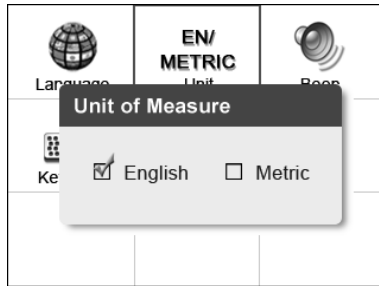 EN/
METRIC
Language
Unit
Beep
Unit of Measure
English
Metric
Ke